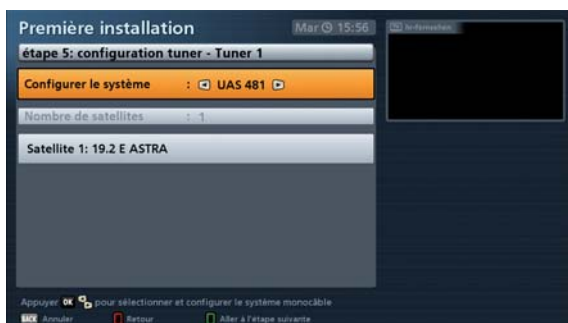 Première installation
Mar 15:56
étape 5: configuration tuner - Tuner 1
Configurer le système : UAS 481
Nombre de satellites : 1
Satellite 1: 19.2 E ASTRA
Appuyer OK pour sélectionner et configurer le système monocâble
BACK Annuler Retour Aller à l'étape suivante